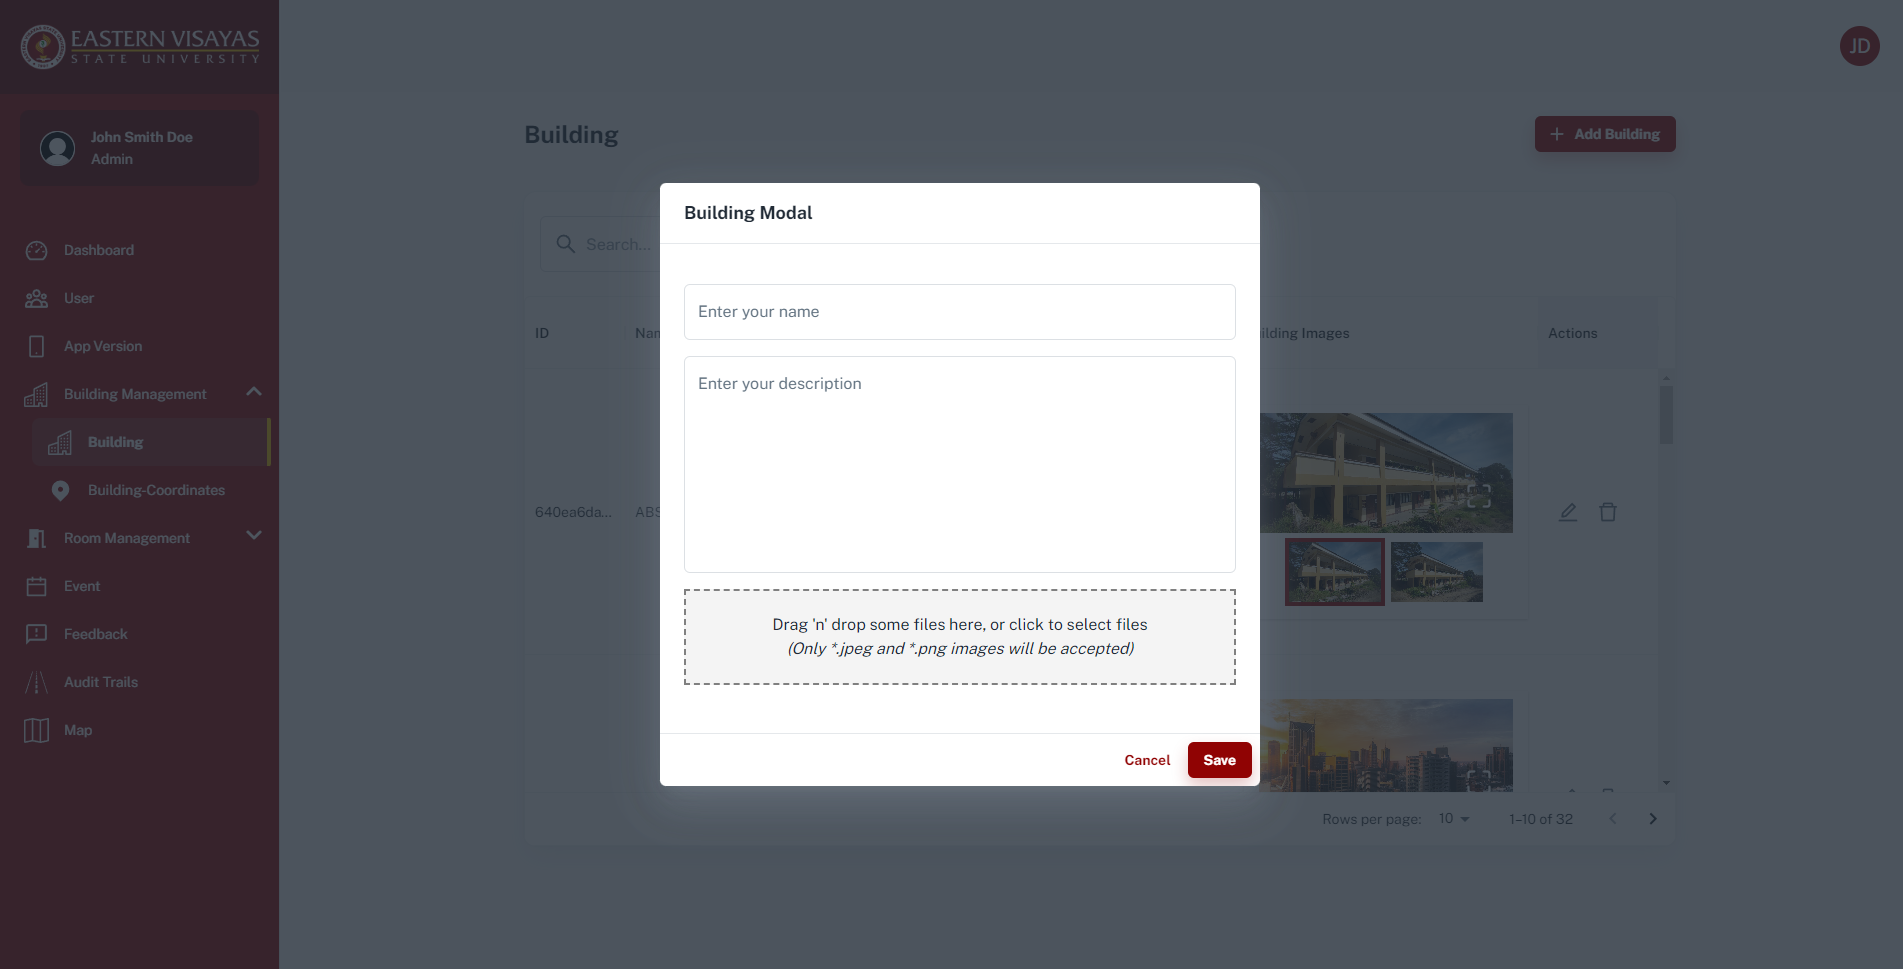 EASTERN VISAYAS
STATE UNIVERSITY
JD
John Smith Doe
Admin
Dashboard
User
App Version
Building Management
Building
Building-Coordinates
Room Management
Event
Feedback
Audit Trails
Map
Building
Add Building
Search...
ID
Nam
ilding Images
Actions
640ea6da...
ABS
Building Modal
Enter your name
Enter your description
Drag 'n' drop some files here, or click to select files
(Only *.jpeg and *.png images will be accepted)
Cancel
Save
Rows per page: 10
1–10 of 32